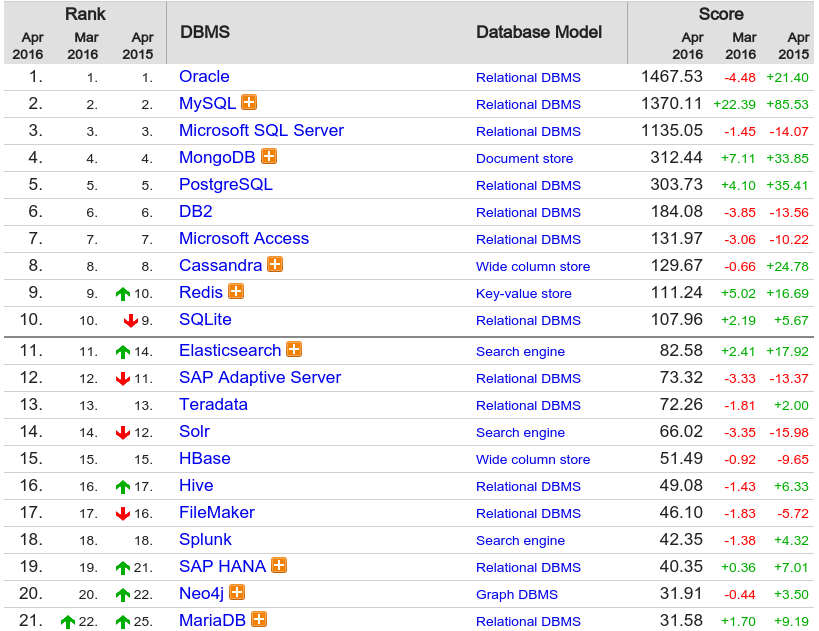 Rank DBMS Database Model Score
Apr 2016 Mar 2016 Apr 2015 Apr 2016 Mar 2016 Apr 2015
1. 1. 1. Oracle Relational DBMS 1467.53 -4.48 +21.40
2. 2. 2. MySQL Relational DBMS 1370.11 +22.39 +85.53
3. 3. 3. Microsoft SQL Server Relational DBMS 1135.05 -1.45 -14.07
4. 4. 4. MongoDB Document store 312.44 +7.11 +33.85
5. 5. 5. PostgreSQL Relational DBMS 303.73 +4.10 +35.41
6. 6. 6. DB2 Relational DBMS 184.08 -3.85 -13.56
7. 7. 7. Microsoft Access Relational DBMS 131.97 -3.06 -10.22
8. 8. 8. Cassandra Wide column store 129.67 -0.66 +24.78
9. 9. 10. Redis Key-value store 111.24 +5.02 +16.69
10. 10. 9. SQLite Relational DBMS 107.96 +2.19 +5.67
11. 11. 14. Elasticsearch Search engine 82.58 +2.41 +17.92
12. 12. 11. SAP Adaptive Server Relational DBMS 73.32 -3.33 -13.37
13. 13. 13. Teradata Relational DBMS 72.26 -1.81 +2.00
14. 14. 12. Solr Search engine 66.02 -3.35 -15.98
15. 15. 15. HBase Wide column store 51.49 -0.92 -9.65
16. 16. 17. Hive Relational DBMS 49.08 -1.43 +6.33
17. 17. 16. FileMaker Relational DBMS 46.10 -1.83 -5.72
18. 18. 18. Splunk Search engine 42.35 -1.38 +4.32
19. 19. 21. SAP HANA Relational DBMS 40.35 +0.36 +7.01
20. 20. 22. Neo4j Graph DBMS 31.91 -0.44 +3.50
21. 22. 25. MariaDB Relational DBMS 31.58 +1.70 +9.19